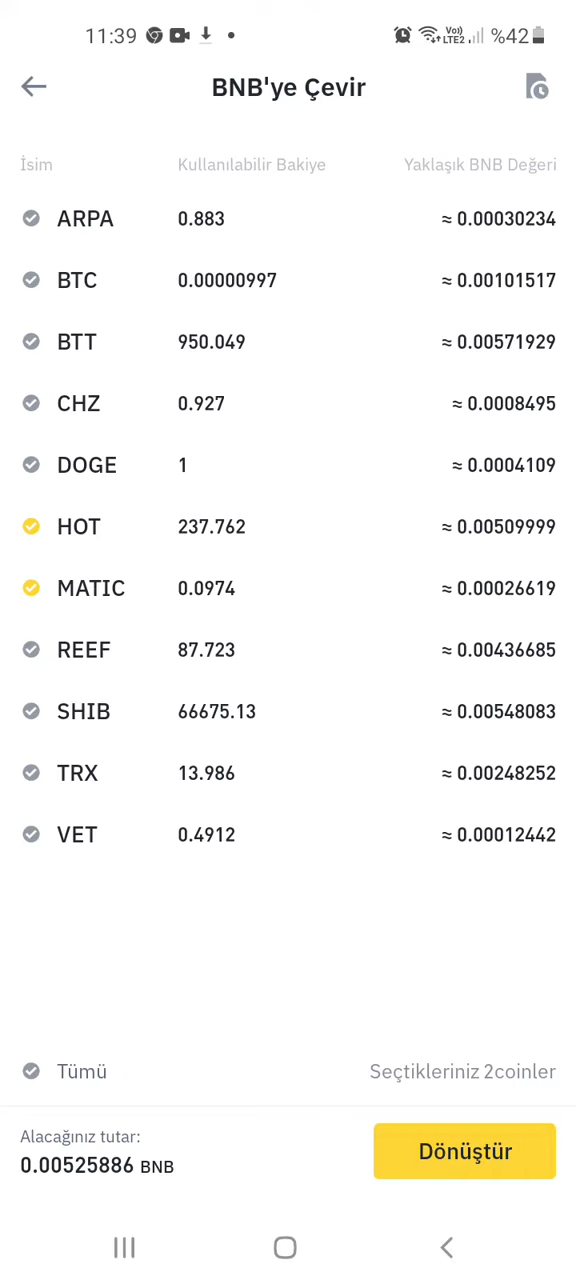 11:39 Vo)) LTE2 %42
BNB'ye Çevir
İsim Kullanılabilir Bakiye Yaklaşık BNB Değeri
ARPA 0.883 ≈ 0.00030234
BTC 0.00000997 ≈ 0.00101517
BTT 950.049 ≈ 0.00571929
CHZ 0.927 ≈ 0.0008495
DOGE 1 ≈ 0.0004109
HOT 237.762 ≈ 0.00509999
MATIC 0.0974 ≈ 0.00026619
REEF 87.723 ≈ 0.00436685
SHIB 66675.13 ≈ 0.00548083
TRX 13.986 ≈ 0.00248252
VET 0.4912 ≈ 0.00012442
Tümü Seçtikleriniz 2coinler
Alacağınız tutar:
0.00525886 BNB
Dönüştür